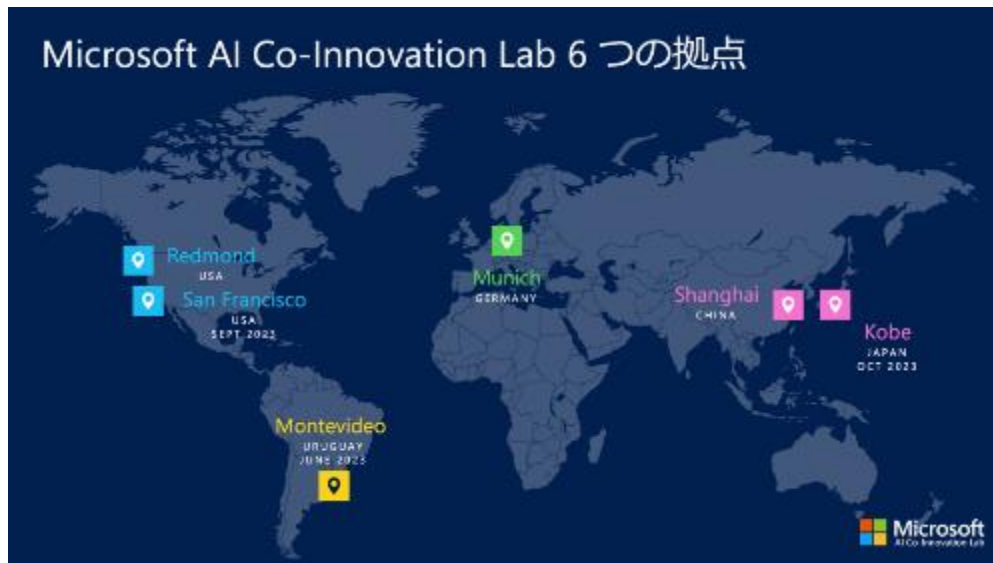 Microsoft AI Co-Innovation Lab 6 つの拠点
Redmond
USA
San Francisco
USA
SEPT 2023
Munich
GERMANY
Shanghai
CHINA
Kobe
JAPAN
OCT 2023
Montevideo
URUGUAY
JUNE 2023
Microsoft
AI Co-Innovation Lab